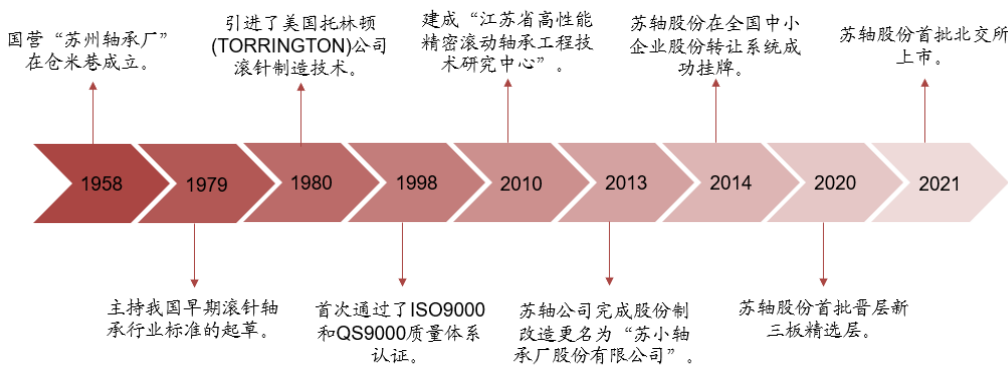 国营“苏州轴承厂”
在仓米巷成立。
引进了美国托林顿
(TORRINGTON)公司
滚针制造技术。
建成“江苏省高性能
精密滚动轴承工程技
术研究中心”。
苏轴股份在全国中小
企业股份转让系统成
功挂牌。
苏轴股份首批北交所
上市。
1958
1979
1980
1998
2010
2013
2014
2020
2021
主持我国早期滚针轴
承行业标准的起草。
首次通过了ISO9000
和QS9000质量体系
认证。
苏轴公司完成股份制
改造更名为“苏小轴
承厂股份有限公司”。
苏轴股份首批晋层新
三板精选层。